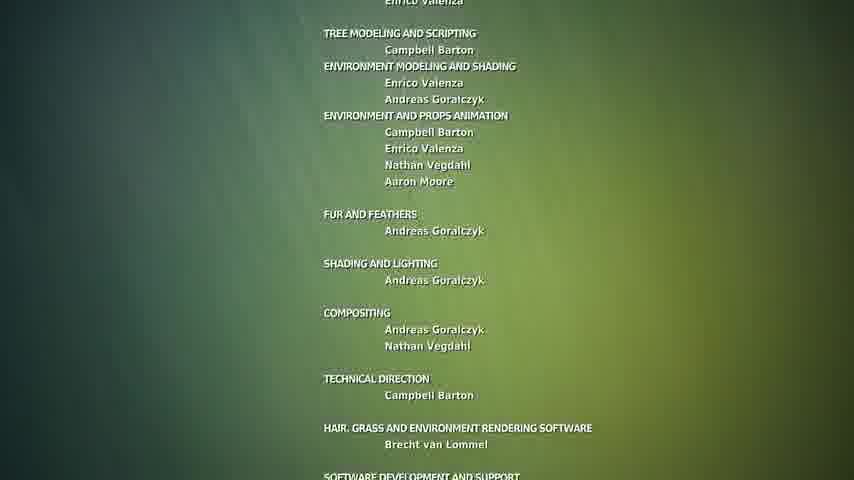 Enrico Valenza
TREE MODELING AND SCRIPTING
Campbell Barton
ENVIRONMENT MODELING AND SHADING
Enrico Valenza
Andreas Goralczyk
ENVIRONMENT AND PROPS ANIMATION
Campbell Barton
Enrico Valenza
Nathan Vegdahl
Aaron Moore
FUR AND FEATHERS
Andreas Goralczyk
SHADING AND LIGHTING
Andreas Goralczyk
COMPOSITING
Andreas Goralczyk
Nathan Vegdahl
TECHNICAL DIRECTION
Campbell Barton
HAIR, GRASS AND ENVIRONMENT RENDERING SOFTWARE
Brecht van Lommel
SOFTWARE DEVELOPMENT AND SUPPORT